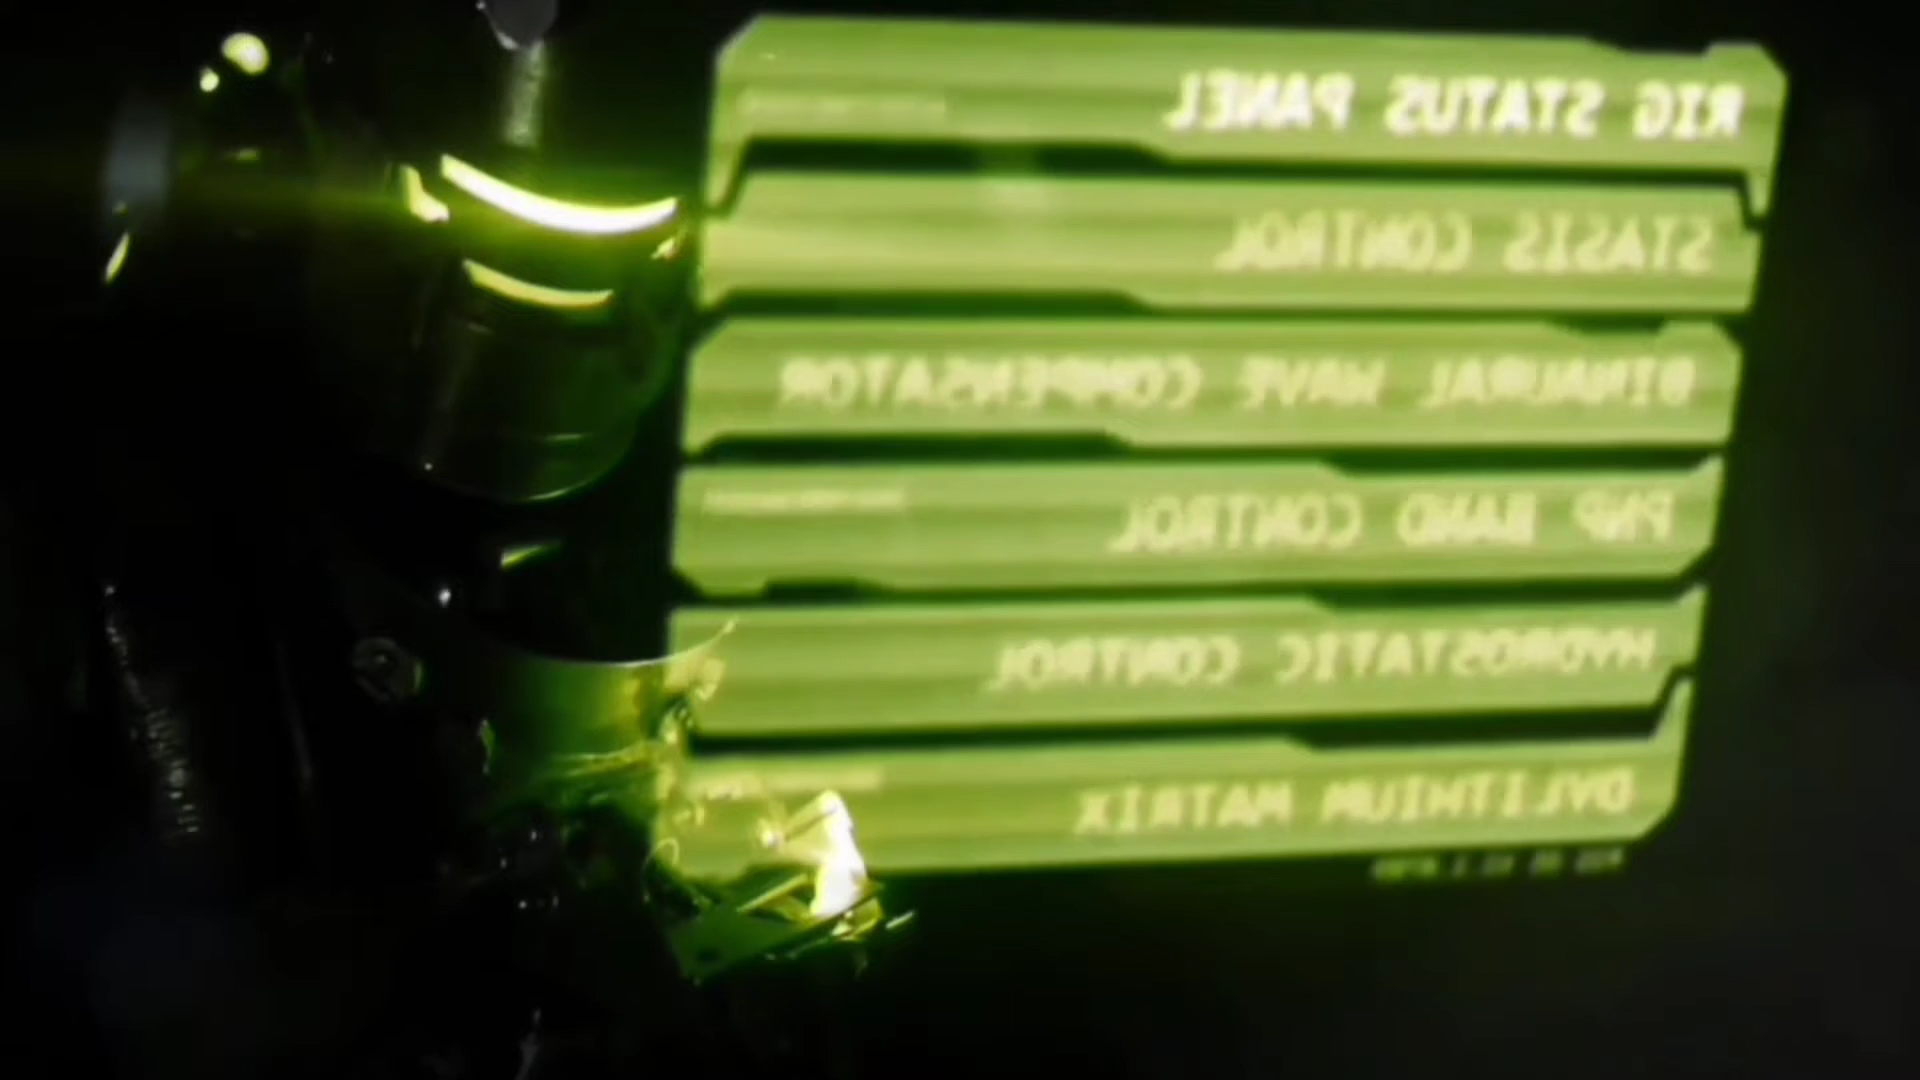 RIG STATUS PANEL
STASIS CONTROL
BINAURAL WAVE COMPENSATOR
PNP BAND CONTROL
HYDROSTATIC CONTROL
DYLITHIUM MATRIX